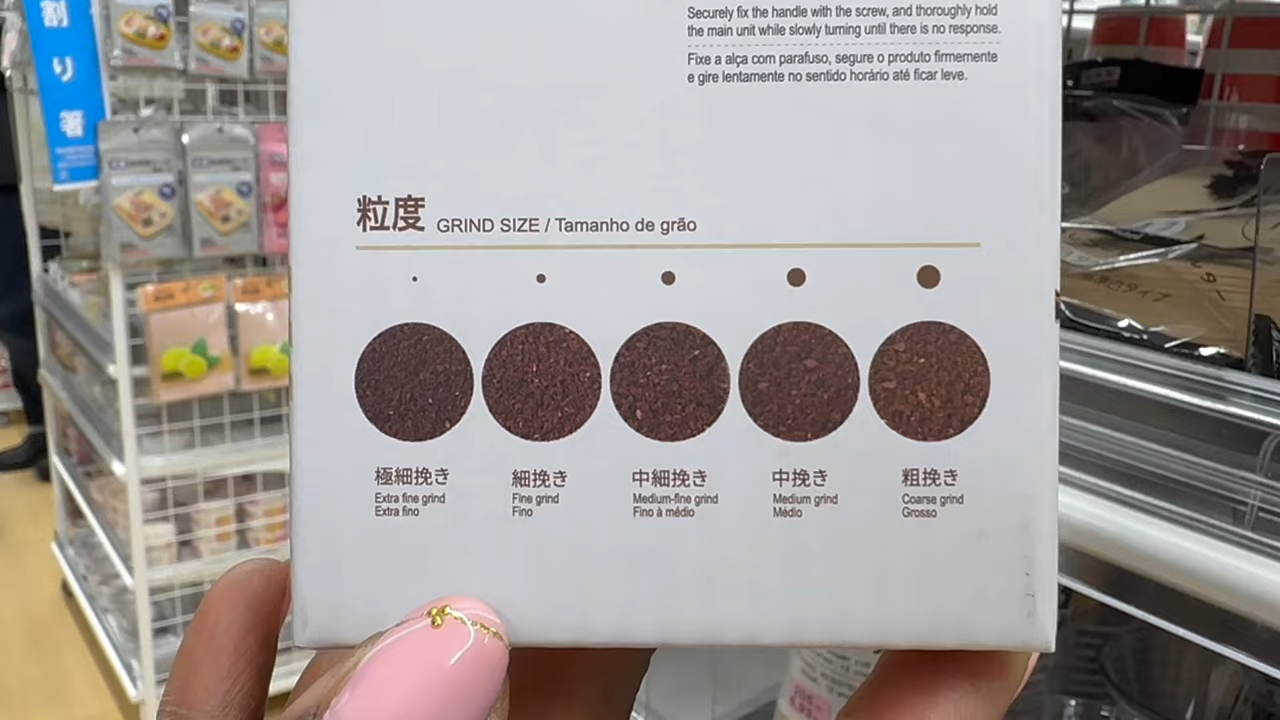 割り箸
Securely fix the handle with the screw, and thoroughly hold
the main unit while slowly turning until there is no response.
Fixe a alça com parafuso, segure o produto firmemente
e gire lentamente no sentido horário até ficar leve.
粒度 GRIND SIZE / Tamanho de grão
極細挽き
Extra fine grind
Extra fino
細挽き
Fine grind
Fino
中細挽き
Medium-fine grind
Fino à médio
中挽き
Medium grind
Médio
粗挽き
Coarse grind
Grosso